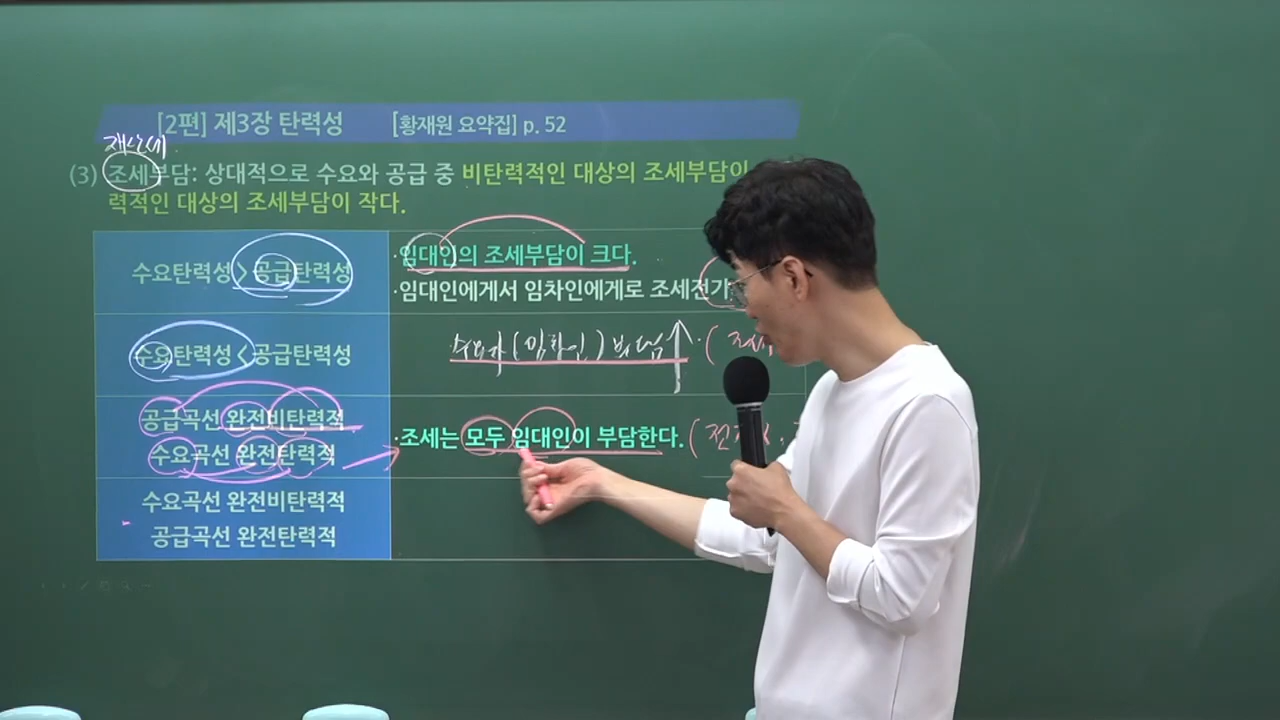 [2편] 제3장 탄력성 [황재원 요약집] p. 52
재산세
(3) 조세부담: 상대적으로 수요와 공급 중 비탄력적인 대상의 조세부담이
력적인 대상의 조세부담이 작다.
수요탄력성 > 공급탄력성
·임대인의 조세부담이 크다.
·임대인에게서 임차인에게로 조세전가
수요탄력성 < 공급탄력성
수요자 (임차인) 부담 ↑ · ( 조세
공급곡선 완전비탄력적
수요곡선 완전탄력적
·조세는 모두 임대인이 부담한다. (
수요곡선 완전비탄력적
공급곡선 완전탄력적